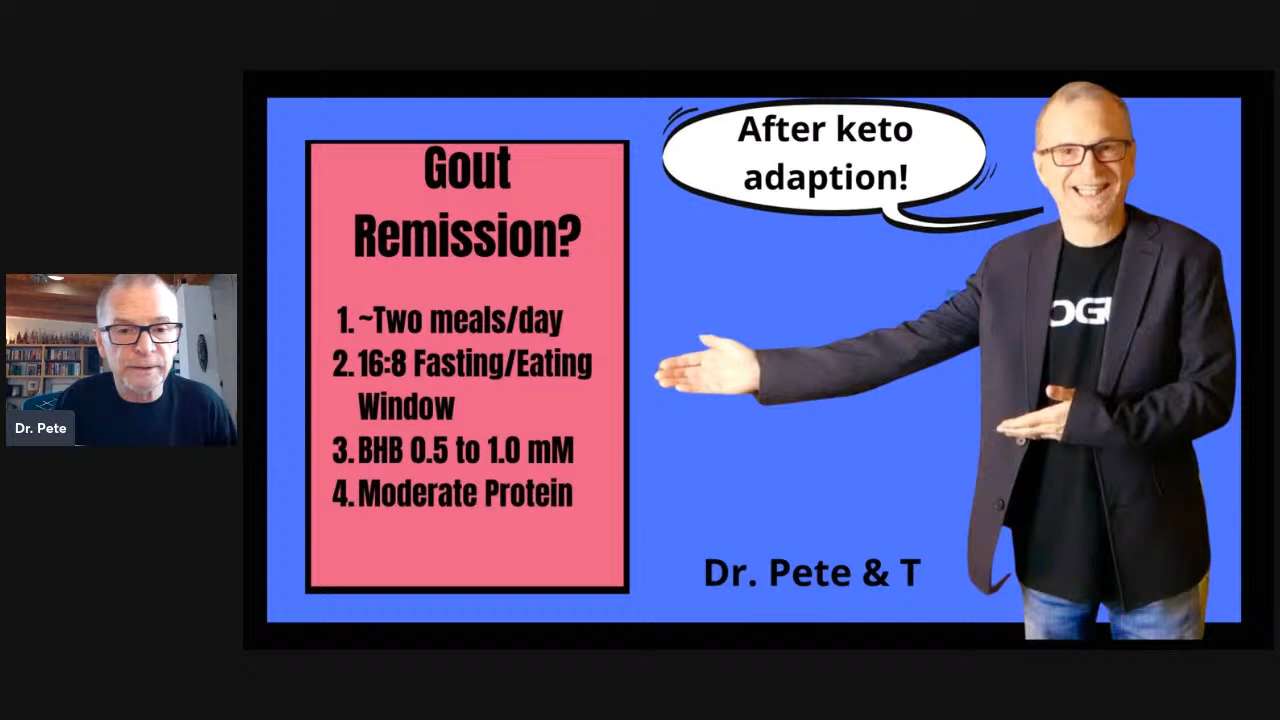 Gout
Remission?
1. ~Two meals/day
2. 16:8 Fasting/Eating
Window
3. BHB 0.5 to 1.0 mM
4. Moderate Protein
After keto
adaption!
Dr. Pete & T
Dr. Pete